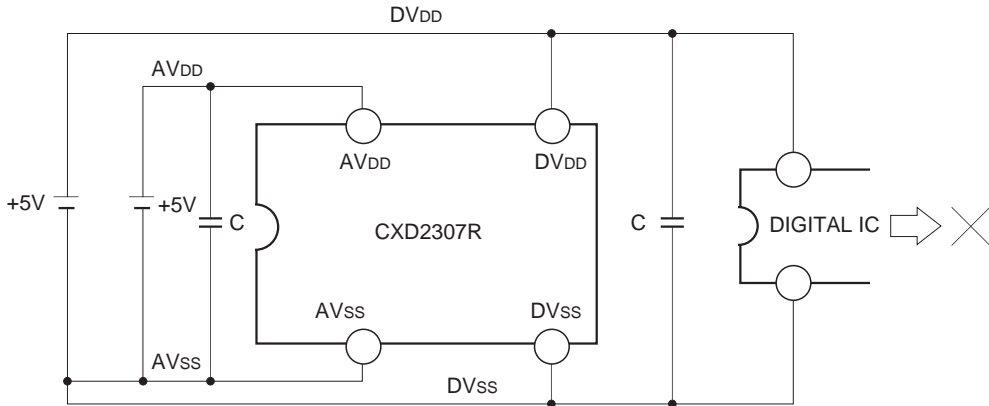 DVDD
AVDD
AVDD
DVDD
+5V
+5V
C
CXD2307R
C
DIGITAL IC
AVSS
DVSS
AVSS
DVSS